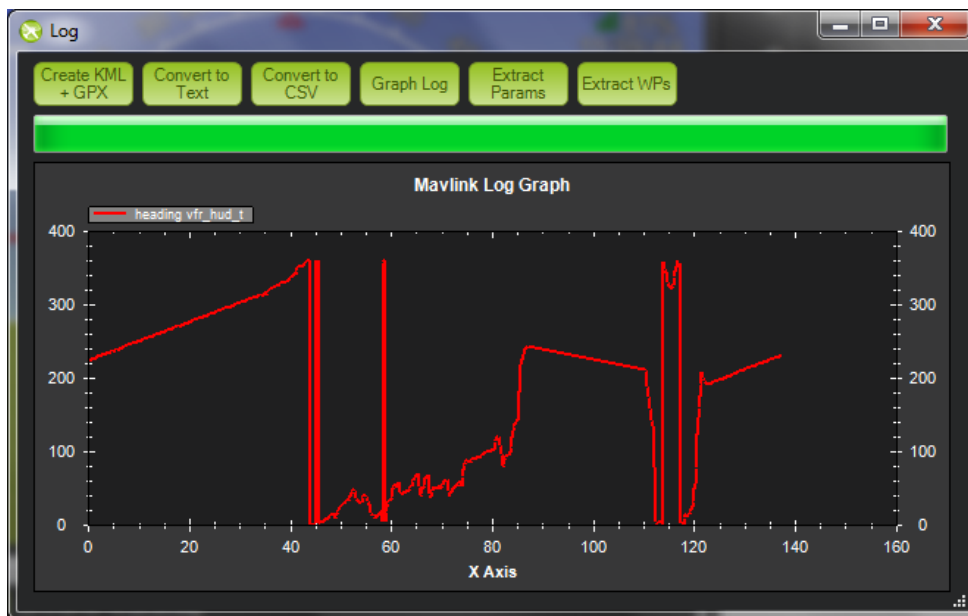 Log
Create KML
+ GPX
Convert to
Text
Convert to
CSV
Graph Log
Extract
Params
Extract WPs
Mavlink Log Graph
heading vfr_hud_t
400
300
200
100
0
400
300
200
100
0
0 20 40 60 80 100 120 140 160
X Axis